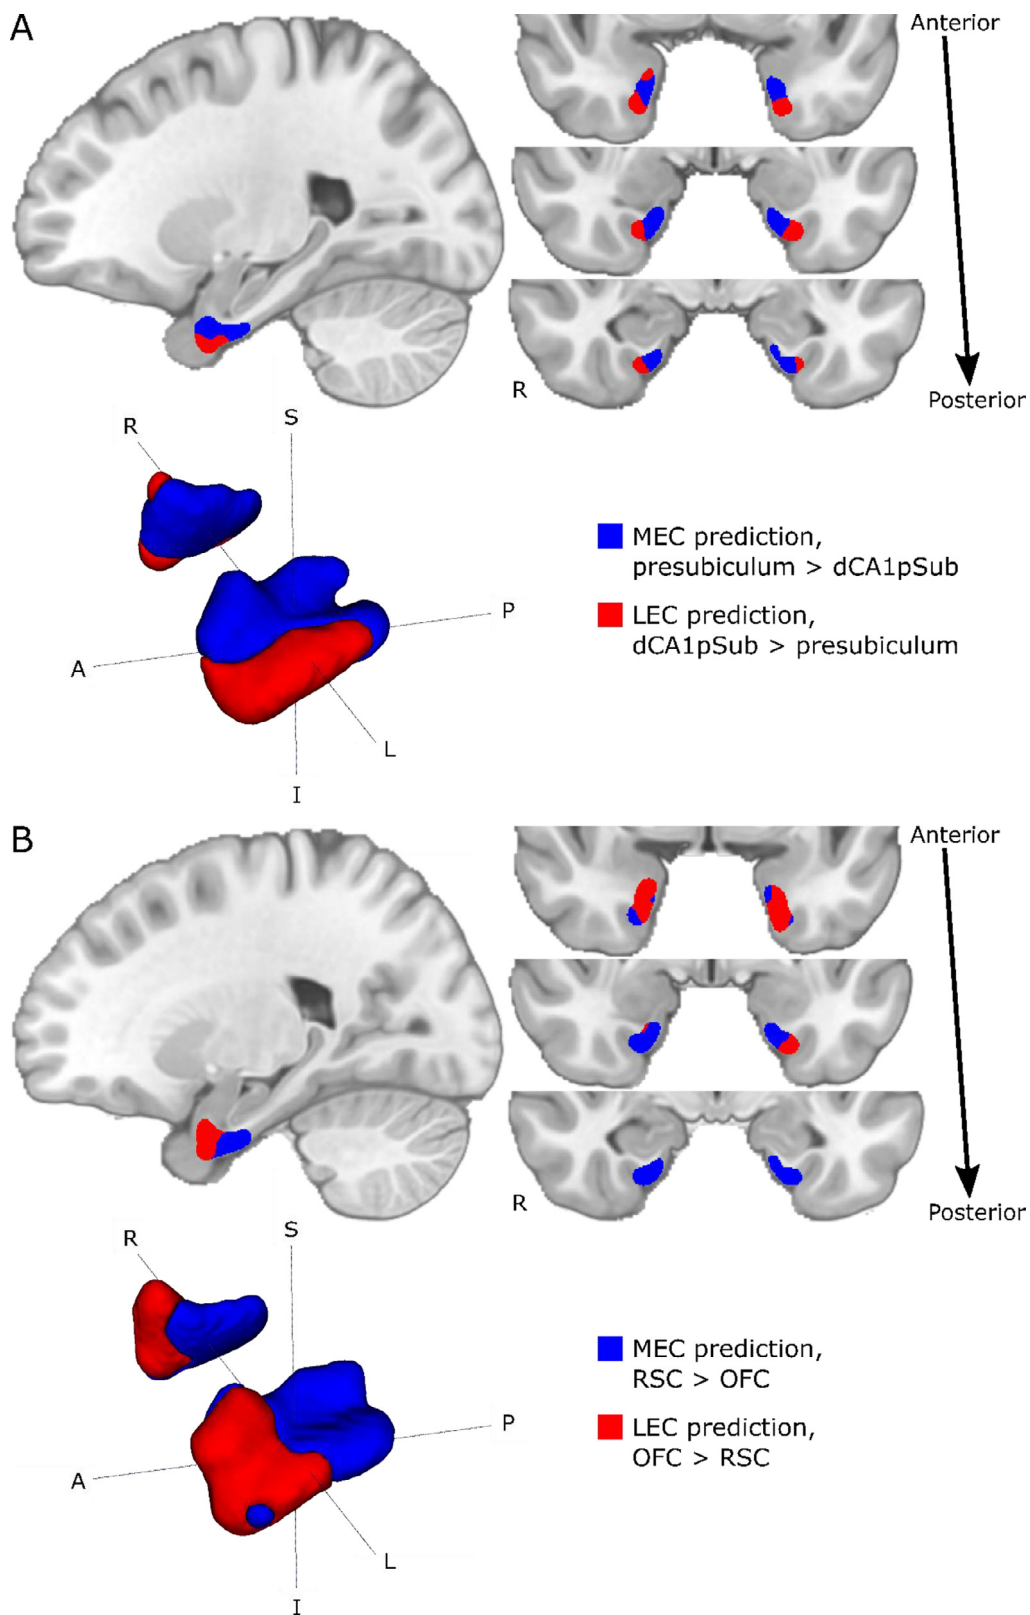 A
Anterior
R
Posterior
R
S
P
A
L
I
MEC prediction,
presubiculum > dCA1pSub
LEC prediction,
dCA1pSub > presubiculum
B
Anterior
R
Posterior
R
S
P
A
L
I
MEC prediction,
RSC > OFC
LEC prediction,
OFC > RSC